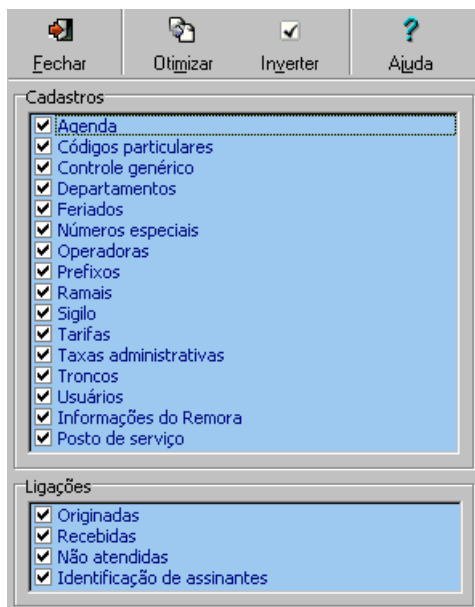 Fechar Otimizar Inverter Ajuda
Cadastros
Agenda
Códigos particulares
Controle genérico
Departamentos
Feriados
Números especiais
Operadoras
Prefixos
Ramais
Sigilo
Tarifas
Taxas administrativas
Troncos
Usuários
Informações do Remora
Posto de serviço
Ligações
Originadas
Recebidas
Não atendidas
Identificação de assinantes